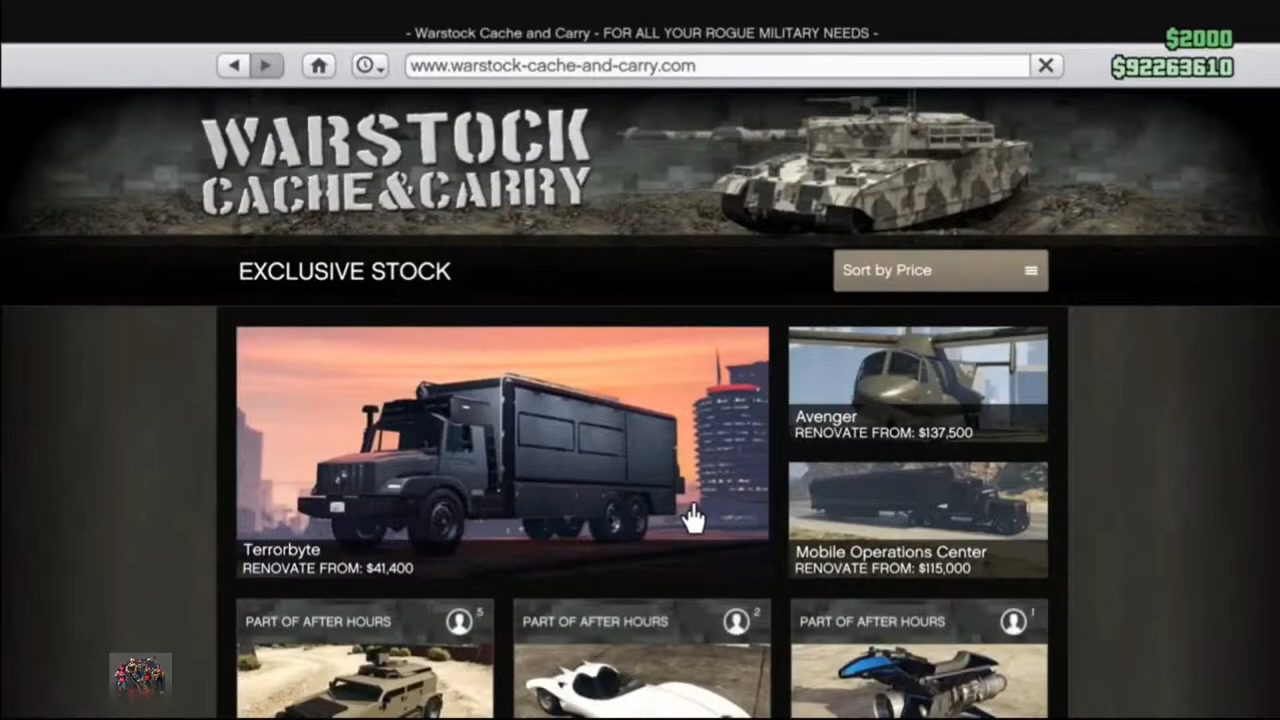 - Warstock Cache and Carry - FOR ALL YOUR ROGUE MILITARY NEEDS -
$2000
www.warstock-cache-and-carry.com
$92263610
WARSTOCK
CACHE&CARRY
EXCLUSIVE STOCK
Sort by Price
Terrorbyte
RENOVATE FROM: $41,400
Avenger
RENOVATE FROM: $137,500
Mobile Operations Center
RENOVATE FROM: $115,000
PART OF AFTER HOURS 5
PART OF AFTER HOURS 2
PART OF AFTER HOURS 1